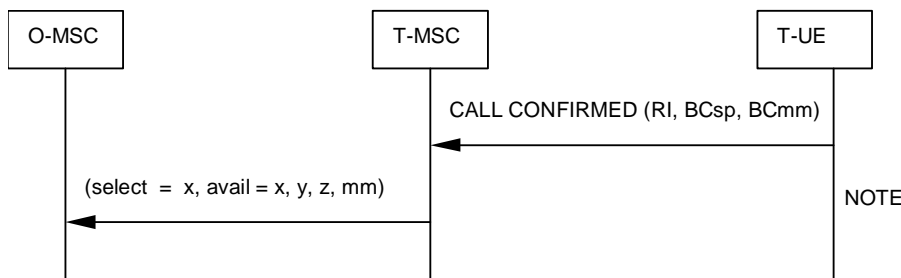 O-MSC
T-MSC
T-UE
CALL CONFIRMED (RI, BCsp, BCmm)
(select = x, avail = x, y, z, mm)
NOTE